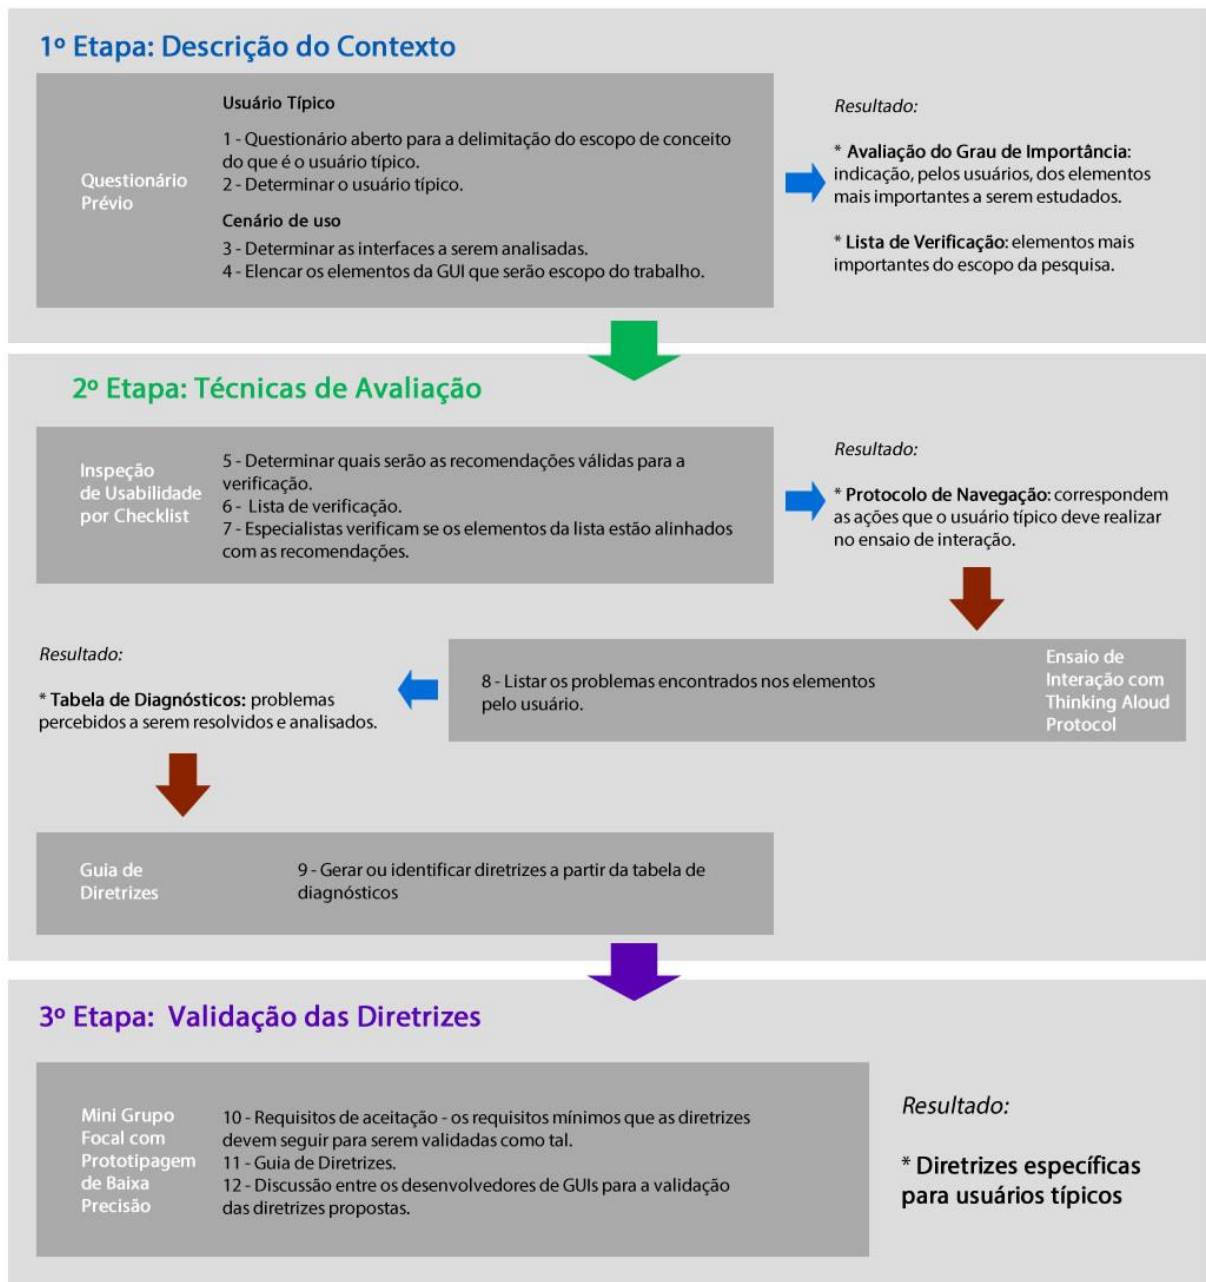 1º Etapa: Descrição do Contexto
Questionário
Prévio
Usuário Típico
1 - Questionário aberto para a delimitação do escopo de conceito
do que é o usuário típico.
2 - Determinar o usuário típico.
Cenário de uso
3 - Determinar as interfaces a serem analisadas.
4 - Elencar os elementos da GUI que serão escopo do trabalho.
Resultado:
* Avaliação do Grau de Importância:
indicação, pelos usuários, dos elementos
mais importantes a serem estudados.
* Lista de Verificação: elementos mais
importantes do escopo da pesquisa.
2º Etapa: Técnicas de Avaliação
Inspeção
de Usabilidade
por Checklist
5 - Determinar quais serão as recomendações válidas para a
verificação.
6 - Lista de verificação.
7 - Especialistas verificam se os elementos da lista estão alinhados
com as recomendações.
Resultado:
* Protocolo de Navegação: correspondem
as ações que o usuário típico deve realizar
no ensaio de interação.
Ensaio de
Interação com
Thinking Aloud
Protocol
8 - Listar os problemas encontrados nos elementos
pelo usuário.
Resultado:
* Tabela de Diagnósticos: problemas
percebidos a serem resolvidos e analisados.
Guia de
Diretrizes
9 - Gerar ou identificar diretrizes a partir da tabela de
diagnósticos
3º Etapa: Validação das Diretrizes
Mini Grupo
Focal com
Prototipagem
de Baixa
Precisão
10 - Requisitos de aceitação - os requisitos mínimos que as diretrizes
devem seguir para serem validadas como tal.
11 - Guia de Diretrizes.
12 - Discussão entre os desenvolvedores de GUIs para a validação
das diretrizes propostas.
Resultado:
* Diretrizes específicas
para usuários típicos